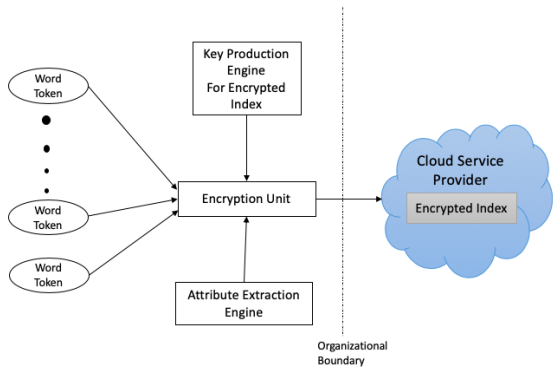 Word
Token
Word
Token
Word
Token
Key Production
Engine
For Encrypted
Index
Encryption Unit
Attribute Extraction
Engine
Organizational
Boundary
Cloud Service
Provider
Encrypted Index